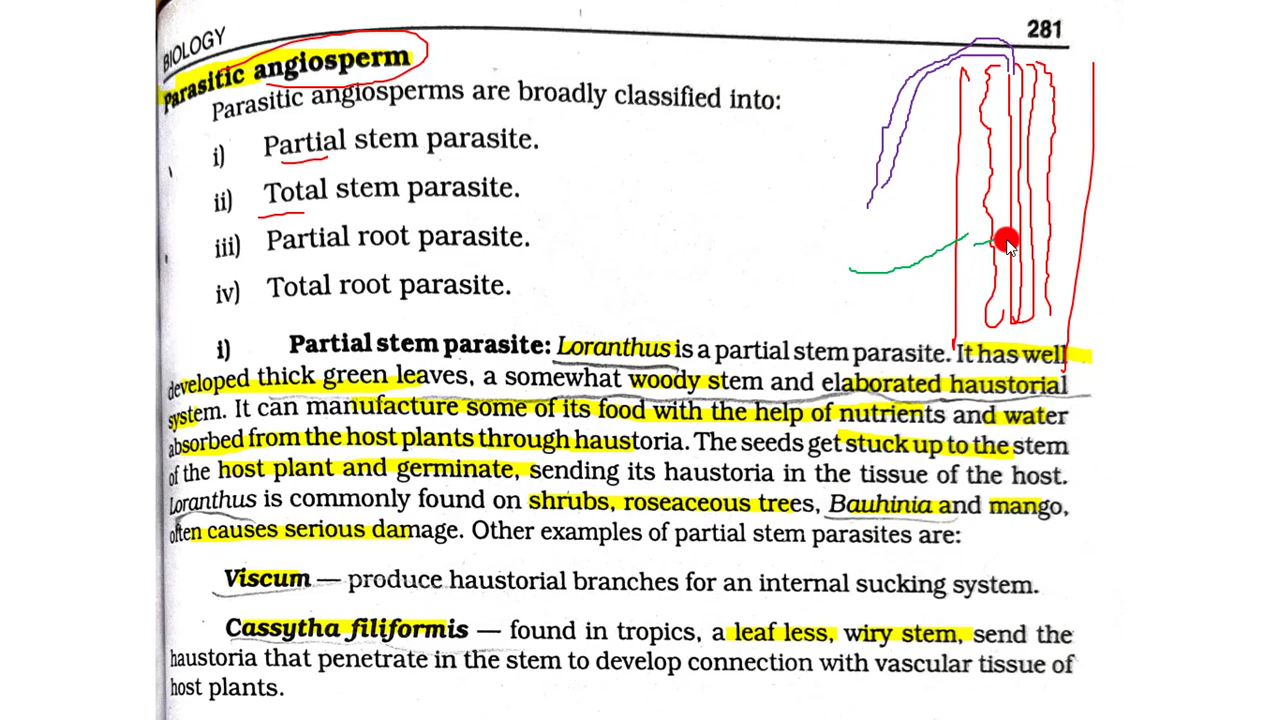 BIOLOGY
281
Parasitic angiosperm
Parasitic angiosperms are broadly classified into:
i) Partial stem parasite.
ii) Total stem parasite.
iii) Partial root parasite.
iv) Total root parasite.
i) Partial stem parasite: Loranthus is a partial stem parasite. It has well
developed thick green leaves, a somewhat woody stem and elaborated haustorial
system. It can manufacture some of its food with the help of nutrients and water
absorbed from the host plants through haustoria. The seeds get stuck up to the stem
of the host plant and germinate, sending its haustoria in the tissue of the host.
Loranthus is commonly found on shrubs, roseaceous trees, Bauhinia and mango,
often causes serious damage. Other examples of partial stem parasites are:
Viscum — produce haustorial branches for an internal sucking system.
Cassytha filiformis — found in tropics, a leaf less, wiry stem, send the
haustoria that penetrate in the stem to develop connection with vascular tissue of
host plants.